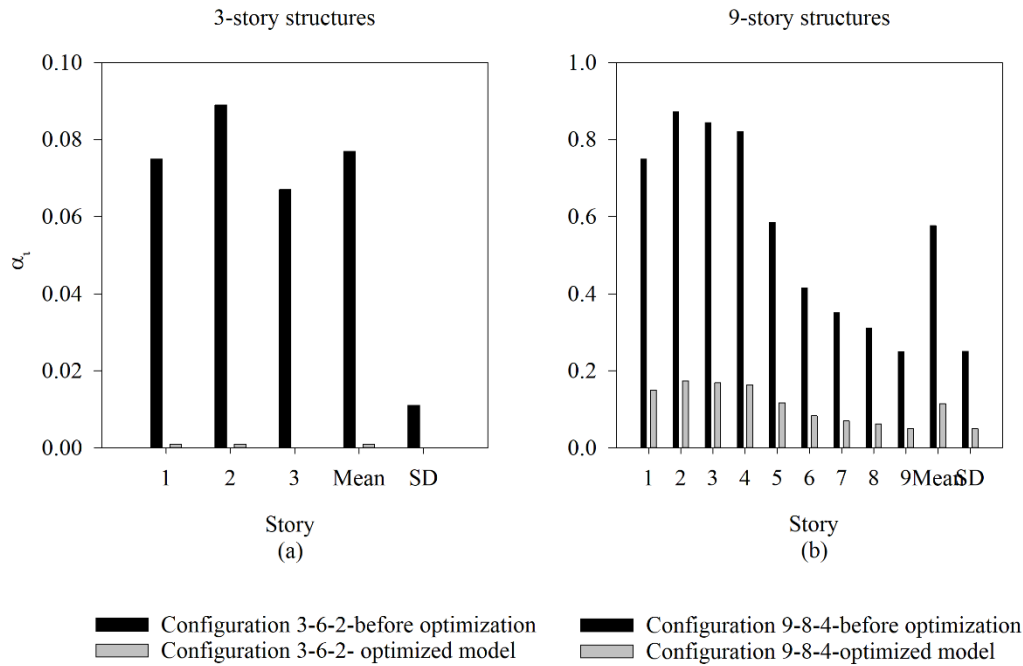 3-story structures
9-story structures
0.10
0.08
0.06
0.04
0.02
0.00
αι
1 2 3 Mean SD
Story
(a)
1.0
0.8
0.6
0.4
0.2
0.0
1 2 3 4 5 6 7 8 9 Mean SD
Story
(b)
Configuration 3-6-2-before optimization
Configuration 3-6-2- optimized model
Configuration 9-8-4-before optimization
Configuration 9-8-4-optimized model